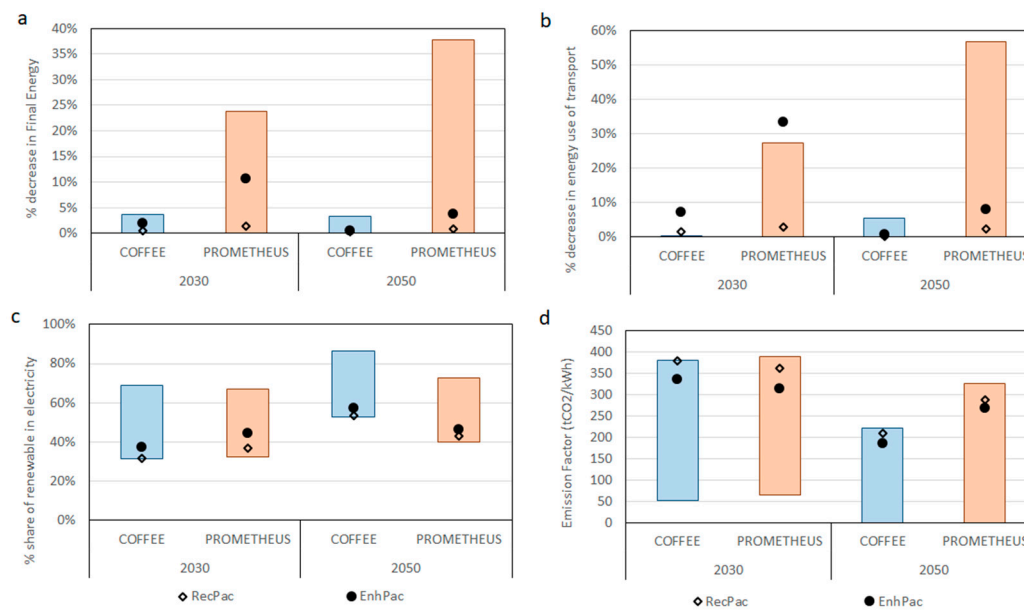 a
% decrease in Final Energy
40%
35%
30%
25%
20%
15%
10%
5%
0%
COFFEE PROMETHEUS COFFEE PROMETHEUS
2030 2050
b
% decrease in energy use of transport
60%
50%
40%
30%
20%
10%
0%
COFFEE PROMETHEUS COFFEE PROMETHEUS
2030 2050
c
% share of renewable in electricity
100%
80%
60%
40%
20%
0%
COFFEE PROMETHEUS COFFEE PROMETHEUS
2030 2050
RecPac EnhPac
d
Emission Factor (tCO2/kWh)
450
400
350
300
250
200
150
100
50
0
COFFEE PROMETHEUS COFFEE PROMETHEUS
2030 2050
RecPac EnhPac